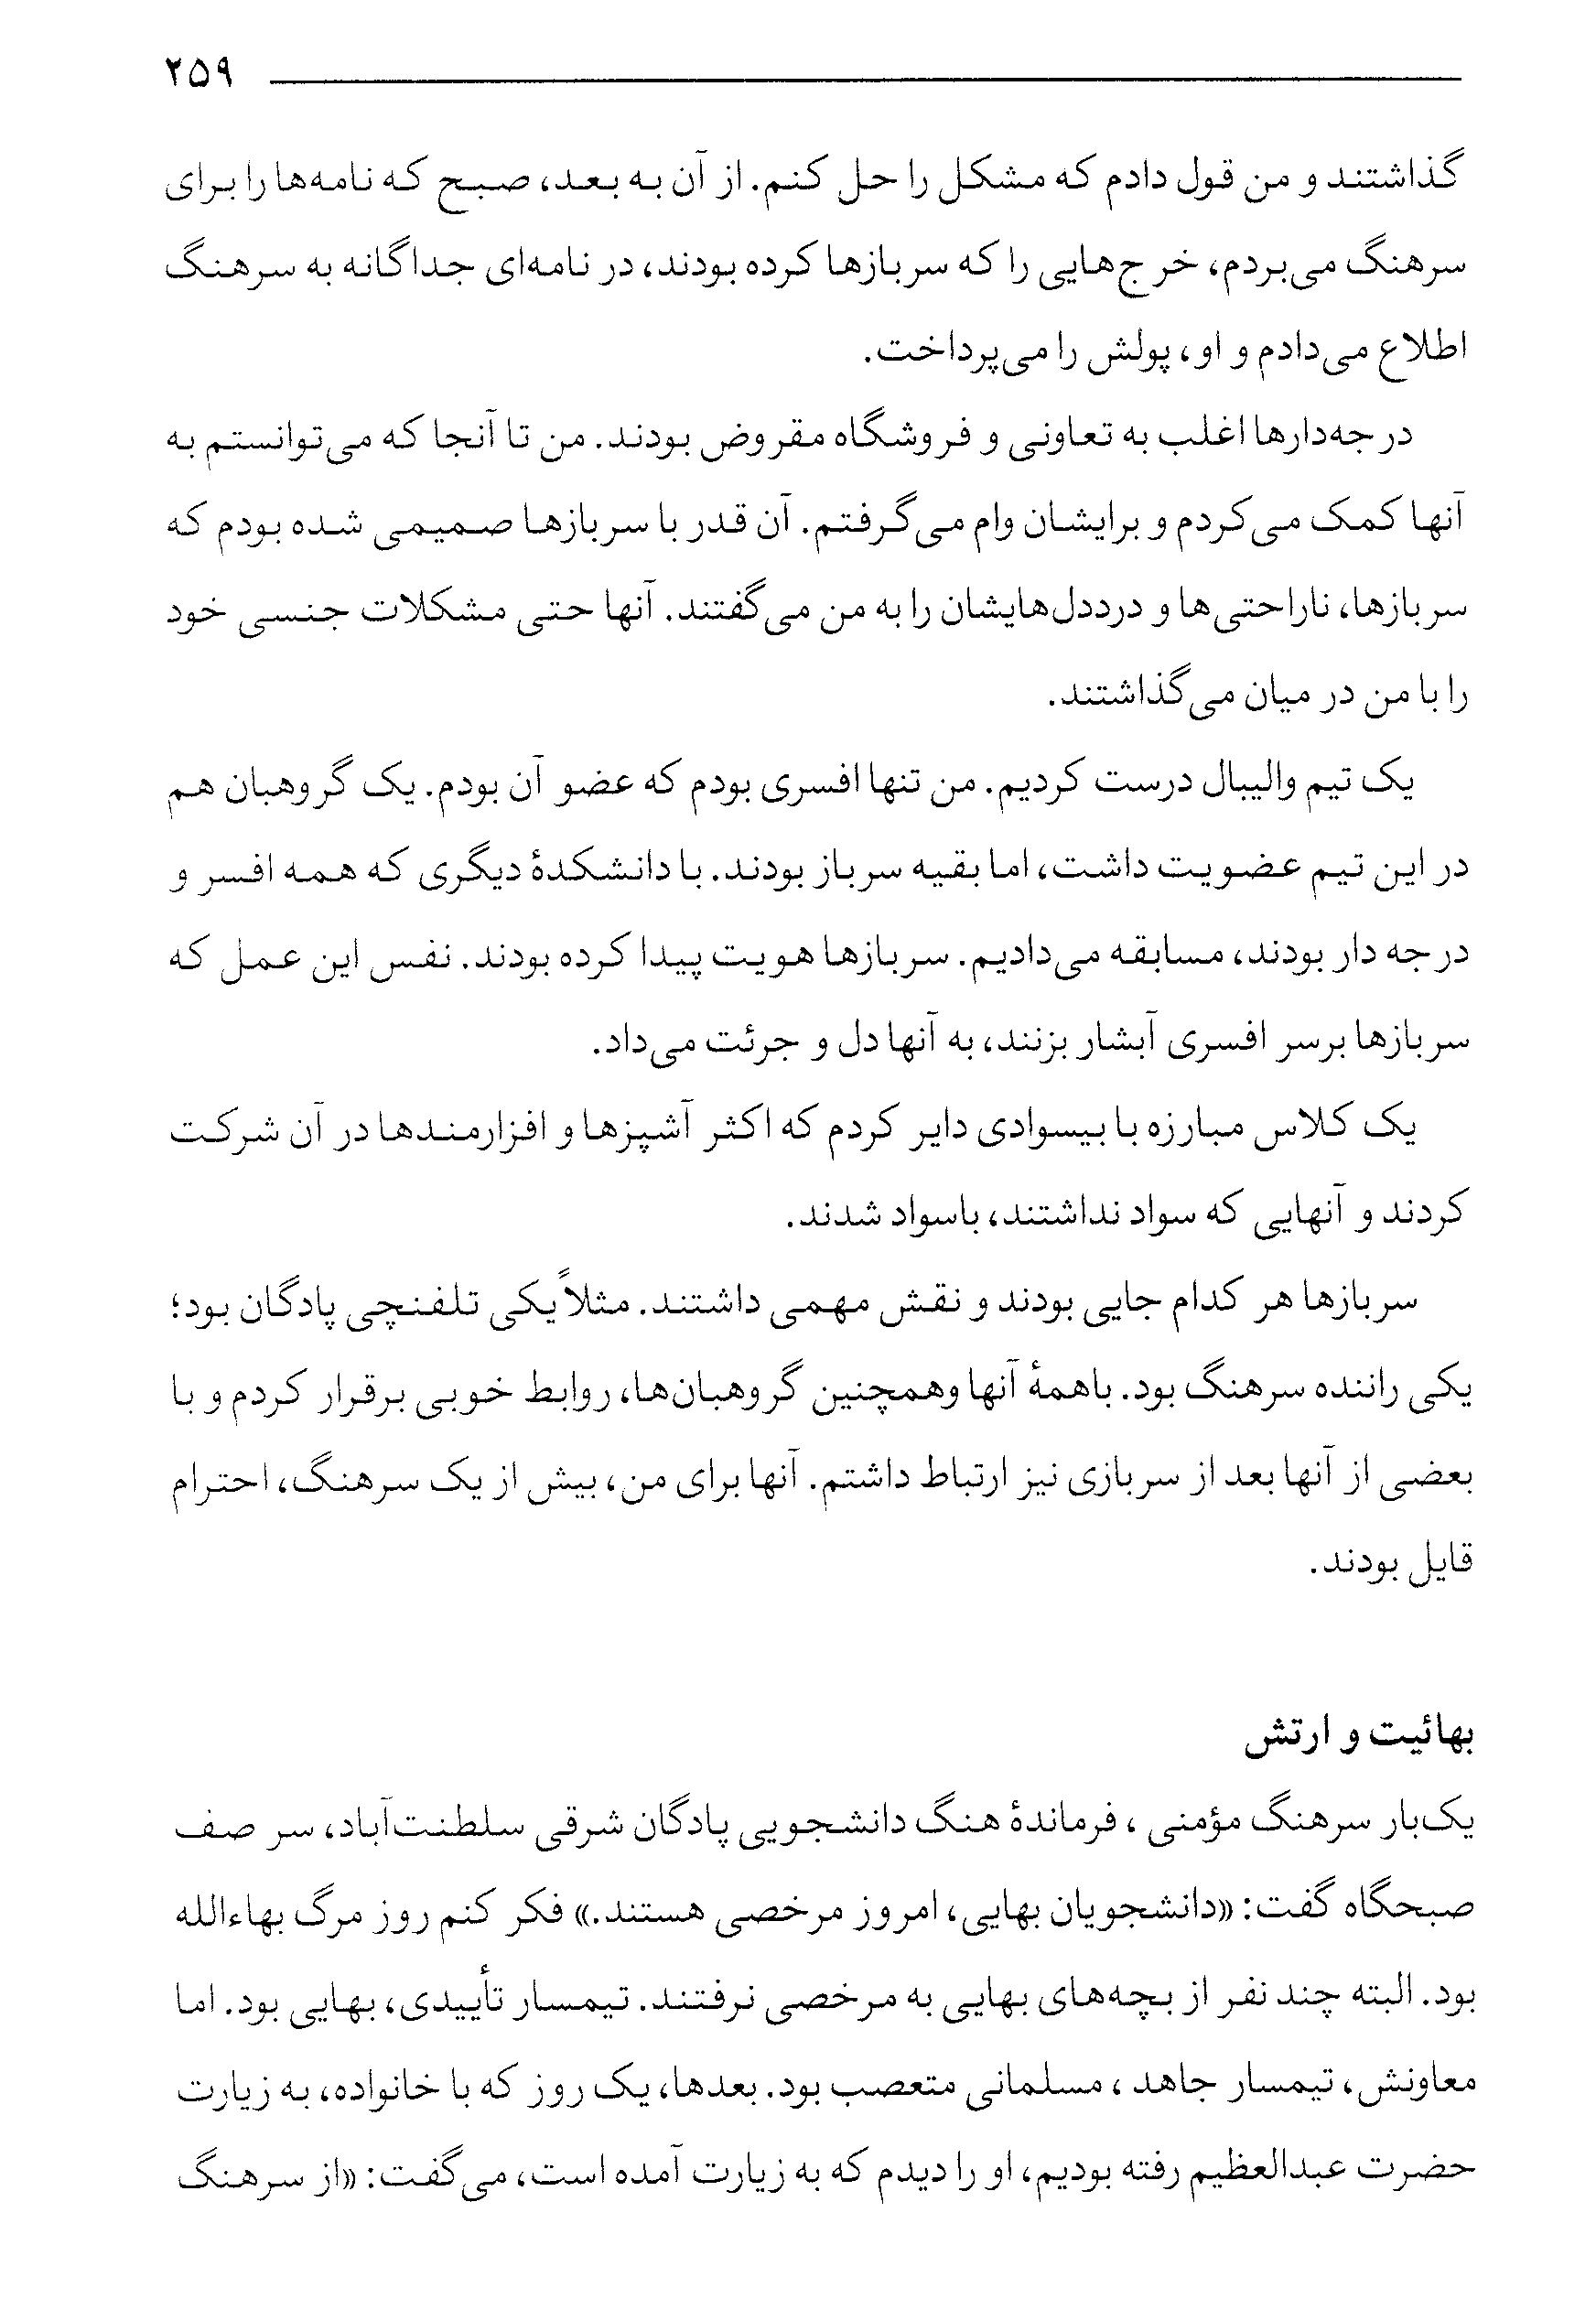 ۲۵۹
گذاشتند و من قول دادم که مشکل را حل کنم. از آن به بعد، صبح که نامه‌ها را برای
سرهنگ می‌بردم، خرج‌هایی را که سربازها کرده بودند، در نامه‌ای جداگانه به سرهنگ
اطلاع می‌دادم و او، پولش را می‌پرداخت.
درجه‌دارها اغلب به تعاونی و فروشگاه مقروض بودند. من تا آنجا که می‌توانستم به
آنها کمک می‌کردم و برایشان وام می‌گرفتم. آن قدر با سربازها صمیمی شده بودم که
سربازها، ناراحتی‌ها و درددل‌هایشان را به من می‌گفتند. آنها حتی مشکلات جنسی خود
را با من در میان می‌گذاشتند.
یک تیم والیبال درست کردیم. من تنها افسری بودم که عضو آن بودم. یک گروهبان هم
در این تیم عضویت داشت، اما بقیه سرباز بودند. با دانشکدهٔ دیگری که همه افسر و
درجه دار بودند، مسابقه می‌دادیم. سربازها هویت پیدا کرده بودند. نفس این عمل که
سربازها برسر افسری آبشار بزنند، به آنها دل و جرئت می‌داد.
یک کلاس مبارزه با بیسوادی دایر کردم که اکثر آشپزها و افزارمندها در آن شرکت
کردند و آنهایی که سواد نداشتند، باسواد شدند.
سربازها هر کدام جایی بودند و نقش مهمی داشتند. مثلاً یکی تلفنچی پادگان بود؛
یکی راننده سرهنگ بود. باهمهٔ آنها وهمچنین گروهبان‌ها، روابط خوبی برقرار کردم و با
بعضی از آنها بعد از سربازی نیز ارتباط داشتم. آنها برای من، بیش از یک سرهنگ، احترام
قایل بودند.
بهائیت و ارتش
یک‌بار سرهنگ مؤمنی ، فرماندهٔ هنگ دانشجویی پادگان شرقی سلطنت‌آباد، سر صف
صبحگاه گفت: «دانشجویان بهایی، امروز مرخصی هستند.» فکر کنم روز مرگ بهاءالله
بود. البته چند نفر از بچه‌های بهایی به مرخصی نرفتند. تیمسار تأییدی، بهایی بود. اما
معاونش، تیمسار جاهد ، مسلمانی متعصب بود. بعدها، یک روز که با خانواده، به زیارت
حضرت عبدالعظیم رفته بودیم، او را دیدم که به زیارت آمده است، می‌گفت: «از سرهنگ